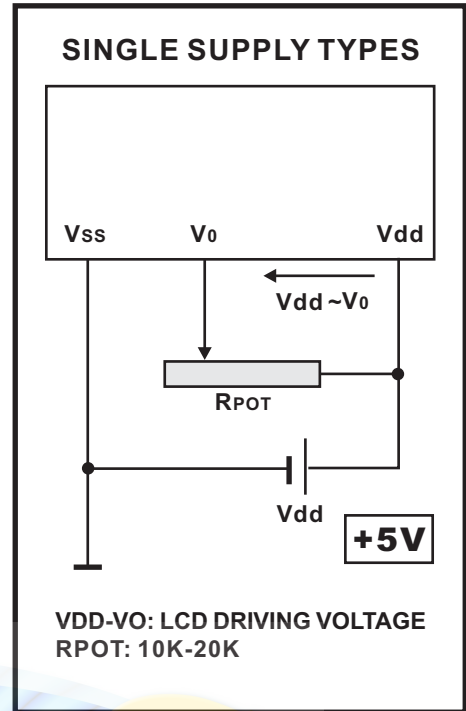 SINGLE SUPPLY TYPES
Vss V0 Vdd
Vdd ~V0
RPOT
Vdd
+5V
VDD-VO: LCD DRIVING VOLTAGE
RPOT: 10K-20K